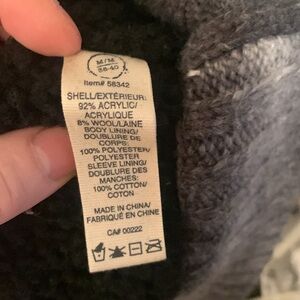 M/M
38-40
Item# 58342
SHELL/EXTÉRIEUR:
92% ACRYLIC/
ACRYLIQUE
8% WOOL/LAINE
BODY LINING/
DOUBLURE DE
CORPS:
100% POLYESTER/
POLYESTER
SLEEVE LINING/
DOUBLURE DES
MANCHES:
100% COTTON/
COTON
MADE IN CHINA/
FABRIQUÉ EN CHINE
CA# 00222